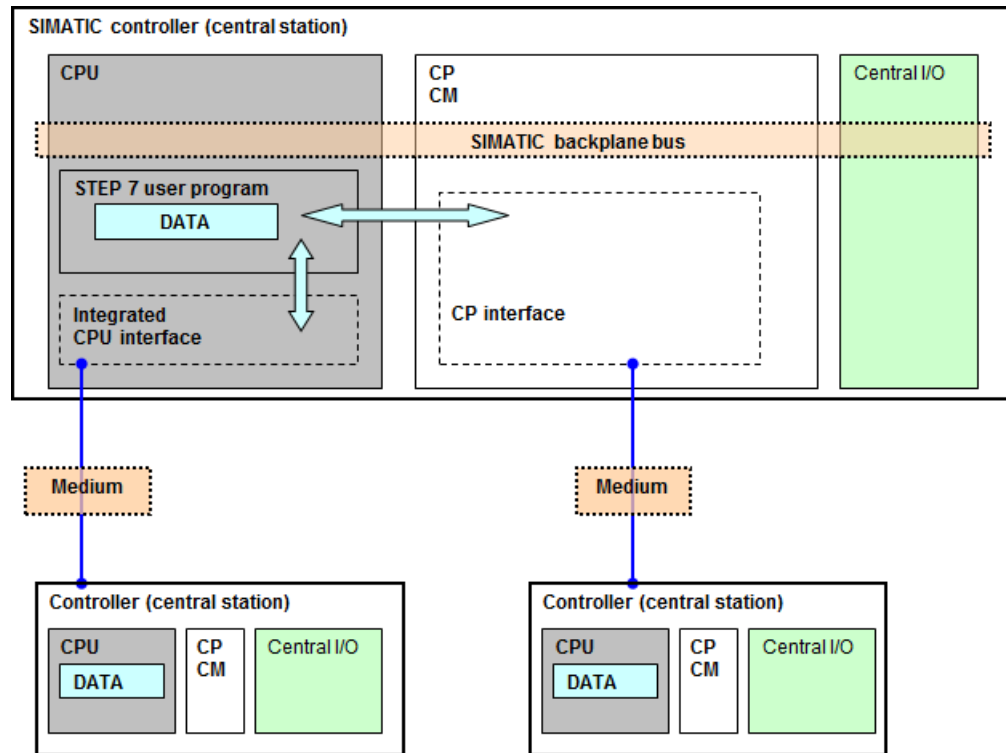 SIMATIC controller (central station)
CPU
CP
CM
Central I/O
SIMATIC backplane bus
STEP 7 user program
DATA
Integrated
CPU interface
CP interface
Medium
Medium
Controller (central station)
CPU
DATA
CP
CM
Central I/O
Controller (central station)
CPU
DATA
CP
CM
Central I/O